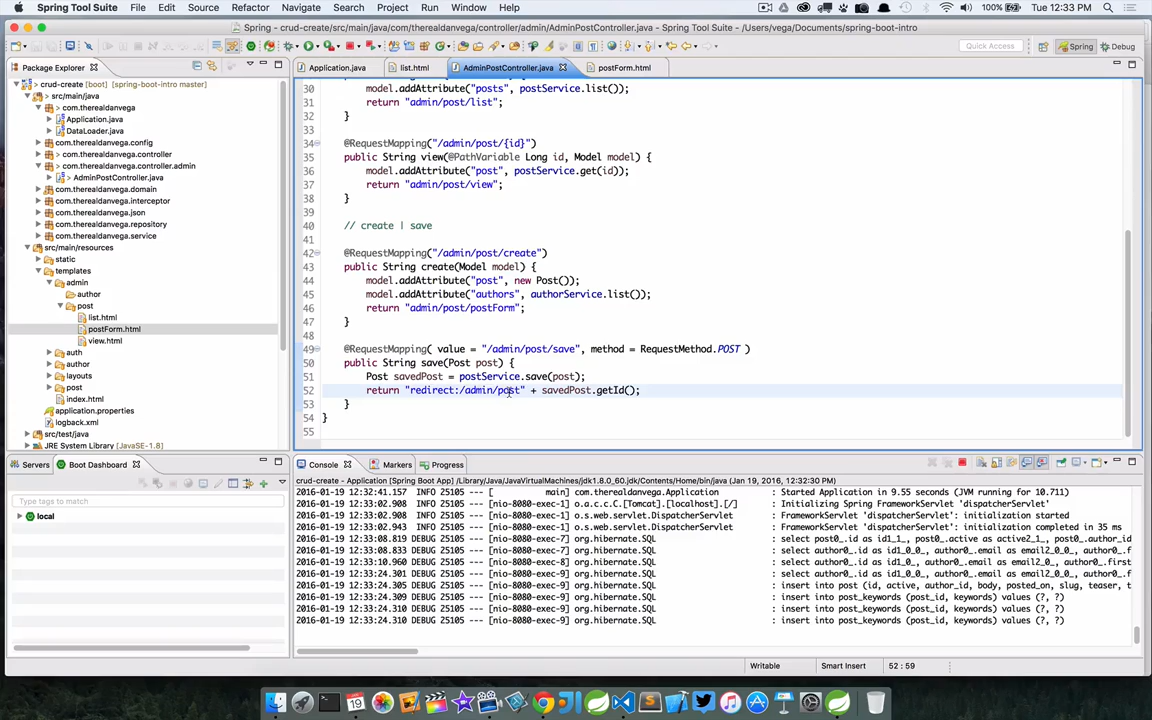 Spring Tool Suite File Edit Source Refactor Navigate Search Project Run Window Help 100% Tue 12:33 PM
Spring - crud-create/src/main/java/com/therealdanvega/controller/admin/AdminPostController.java - Spring Tool Suite - /Users/vega/Documents/spring-boot-intro
Quick Access Spring Debug
Package Explorer
Application.java list.html AdminPostController.java postForm.html
crud-create [boot] [spring-boot-intro master]
src/main/java
com.therealdanvega
Application.java
DataLoader.java
com.therealdanvega.config
com.therealdanvega.controller
com.therealdanvega.controller.admin
AdminPostController.java
com.therealdanvega.domain
com.therealdanvega.interceptor
com.therealdanvega.json
com.therealdanvega.repository
com.therealdanvega.service
src/main/resources
static
templates
admin
author
post
list.html
postForm.html
view.html
auth
author
layouts
post
index.html
application.properties
logback.xml
src/test/java
JRE System Library [JavaSE-1.8]
30 model.addAttribute("posts", postService.list());
31 return "admin/post/list";
32 }
33
34 @RequestMapping("/admin/post/{id}")
35 public String view(@PathVariable Long id, Model model) {
36 model.addAttribute("post", postService.get(id));
37 return "admin/post/view";
38 }
39
40 // create | save
41
42 @RequestMapping("/admin/post/create")
43 public String create(Model model) {
44 model.addAttribute("post", new Post());
45 model.addAttribute("authors", authorService.list());
46 return "admin/post/postForm";
47 }
48
49 @RequestMapping( value = "/admin/post/save", method = RequestMethod.POST )
50 public String save(Post post) {
51 Post savedPost = postService.save(post);
52 return "redirect:/admin/post" + savedPost.getId();
53 }
54 }
55
Servers Boot Dashboard
Type tags to match
local
Console Markers Progress
crud-create - Application [Spring Boot App] /Library/Java/JavaVirtualMachines/jdk1.8.0_60.jdk/Contents/Home/bin/java (Jan 19, 2016, 12:32:30 PM)
2016-01-19 12:32:41.157 INFO 25105 --- [ main] com.therealdanvega.Application : Started Application in 9.55 seconds (JVM running for 10.711)
2016-01-19 12:33:02.908 INFO 25105 --- [nio-8080-exec-1] o.a.c.c.C.[Tomcat].[localhost].[/] : Initializing Spring FrameworkServlet 'dispatcherServlet'
2016-01-19 12:33:02.908 INFO 25105 --- [nio-8080-exec-1] o.s.web.servlet.DispatcherServlet : FrameworkServlet 'dispatcherServlet': initialization started
2016-01-19 12:33:02.943 INFO 25105 --- [nio-8080-exec-1] o.s.web.servlet.DispatcherServlet : FrameworkServlet 'dispatcherServlet': initialization completed in 35 ms
2016-01-19 12:33:08.819 DEBUG 25105 --- [nio-8080-exec-7] org.hibernate.SQL : select post0_.id as id1_1_, post0_.active as active2_1_, post0_.author_id
2016-01-19 12:33:08.833 DEBUG 25105 --- [nio-8080-exec-7] org.hibernate.SQL : select author0_.id as id1_0_0_, author0_.email as email2_0_0_, author0_.f
2016-01-19 12:33:10.960 DEBUG 25105 --- [nio-8080-exec-8] org.hibernate.SQL : select author0_.id as id1_0_, author0_.email as email2_0_, author0_.first
2016-01-19 12:33:24.301 DEBUG 25105 --- [nio-8080-exec-9] org.hibernate.SQL : select author0_.id as id1_0_0_, author0_.email as email2_0_0_, author0_.f
2016-01-19 12:33:24.305 DEBUG 25105 --- [nio-8080-exec-9] org.hibernate.SQL : insert into post (id, active, author_id, body, posted_on, slug, teaser, t
2016-01-19 12:33:24.309 DEBUG 25105 --- [nio-8080-exec-9] org.hibernate.SQL : insert into post_keywords (post_id, keywords) values (?, ?)
2016-01-19 12:33:24.310 DEBUG 25105 --- [nio-8080-exec-9] org.hibernate.SQL : insert into post_keywords (post_id, keywords) values (?, ?)
2016-01-19 12:33:24.310 DEBUG 25105 --- [nio-8080-exec-9] org.hibernate.SQL : insert into post_keywords (post_id, keywords) values (?, ?)
Writable Smart Insert 52 : 59